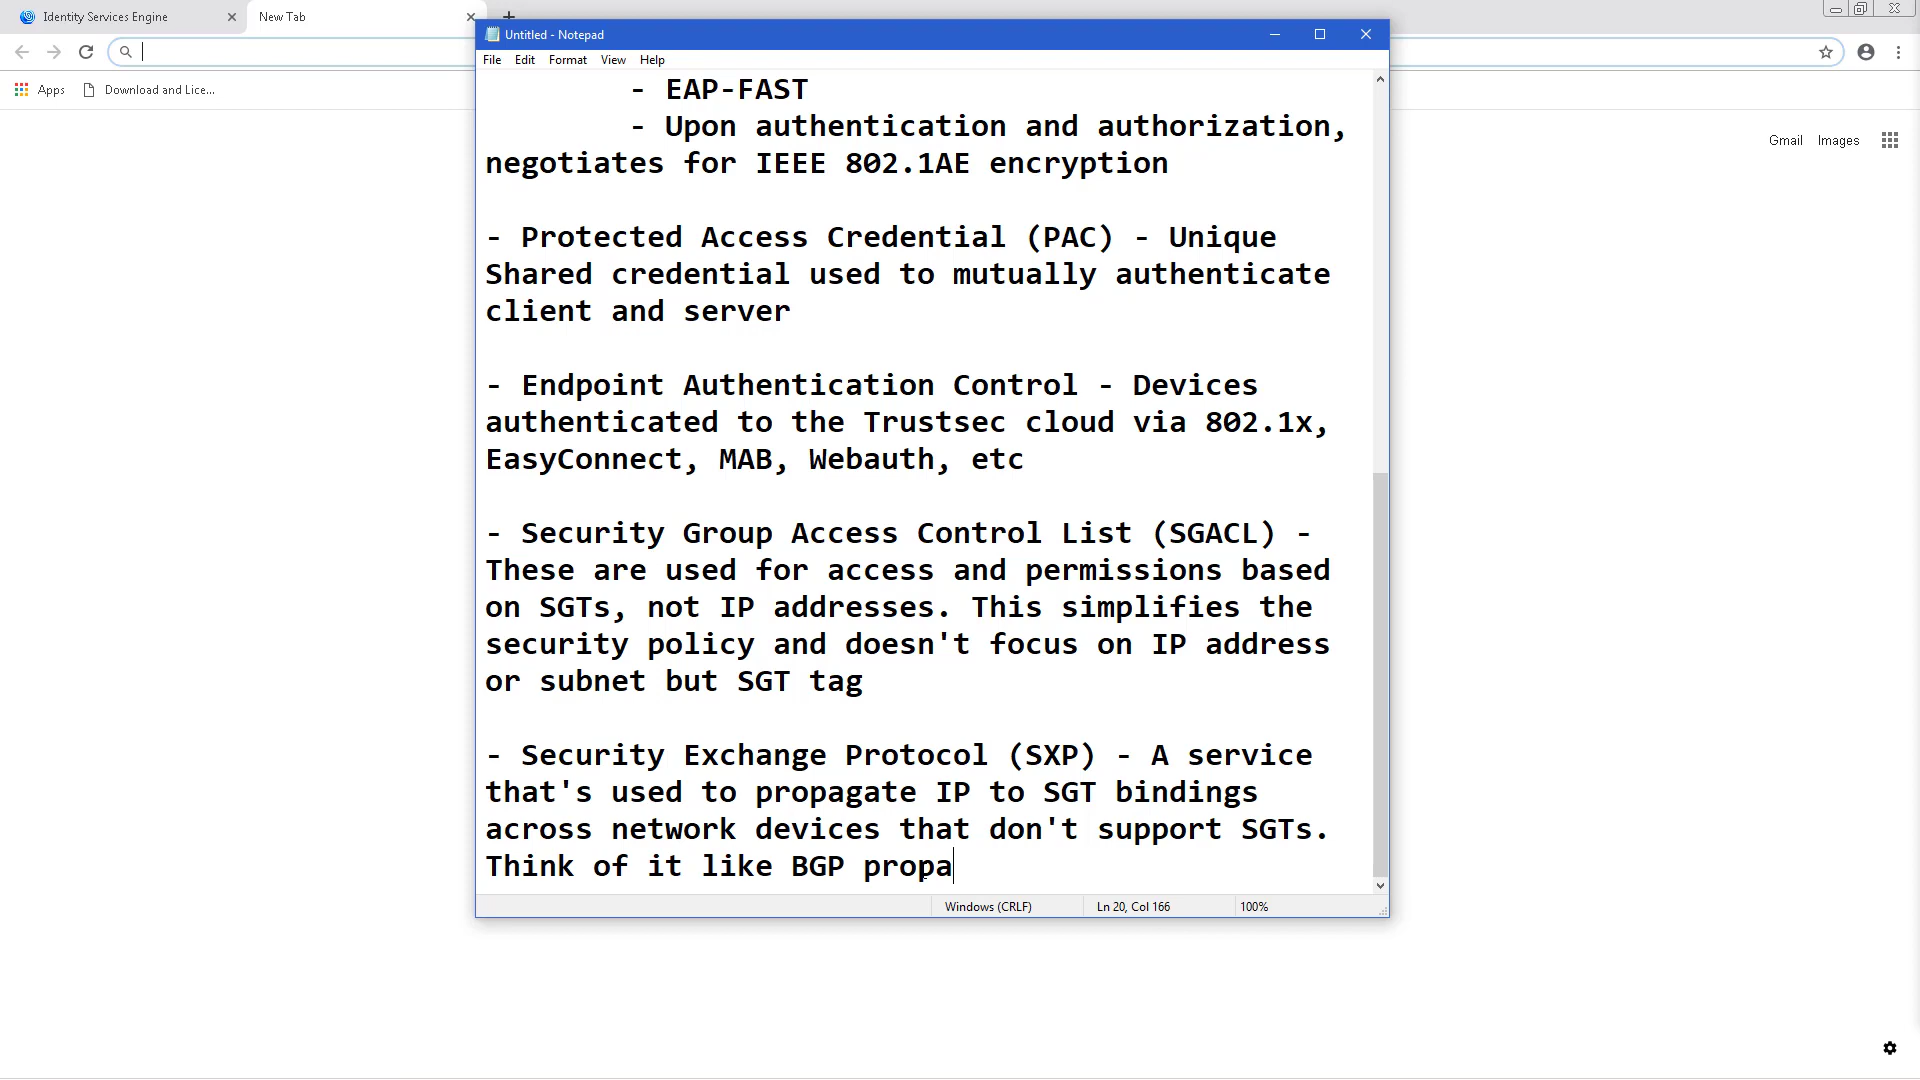 Identity Services Engine
New Tab
Untitled - Notepad
File Edit Format View Help
Apps
Download and Lice...
Gmail Images
- EAP-FAST
- Upon authentication and authorization,
negotiates for IEEE 802.1AE encryption
- Protected Access Credential (PAC) - Unique
Shared credential used to mutually authenticate
client and server
- Endpoint Authentication Control - Devices
authenticated to the Trustsec cloud via 802.1x,
EasyConnect, MAB, Webauth, etc
- Security Group Access Control List (SGACL) -
These are used for access and permissions based
on SGTs, not IP addresses. This simplifies the
security policy and doesn't focus on IP address
or subnet but SGT tag
- Security Exchange Protocol (SXP) - A service
that's used to propagate IP to SGT bindings
across network devices that don't support SGTs.
Think of it like BGP propa
Windows (CRLF) Ln 20, Col 166 100%